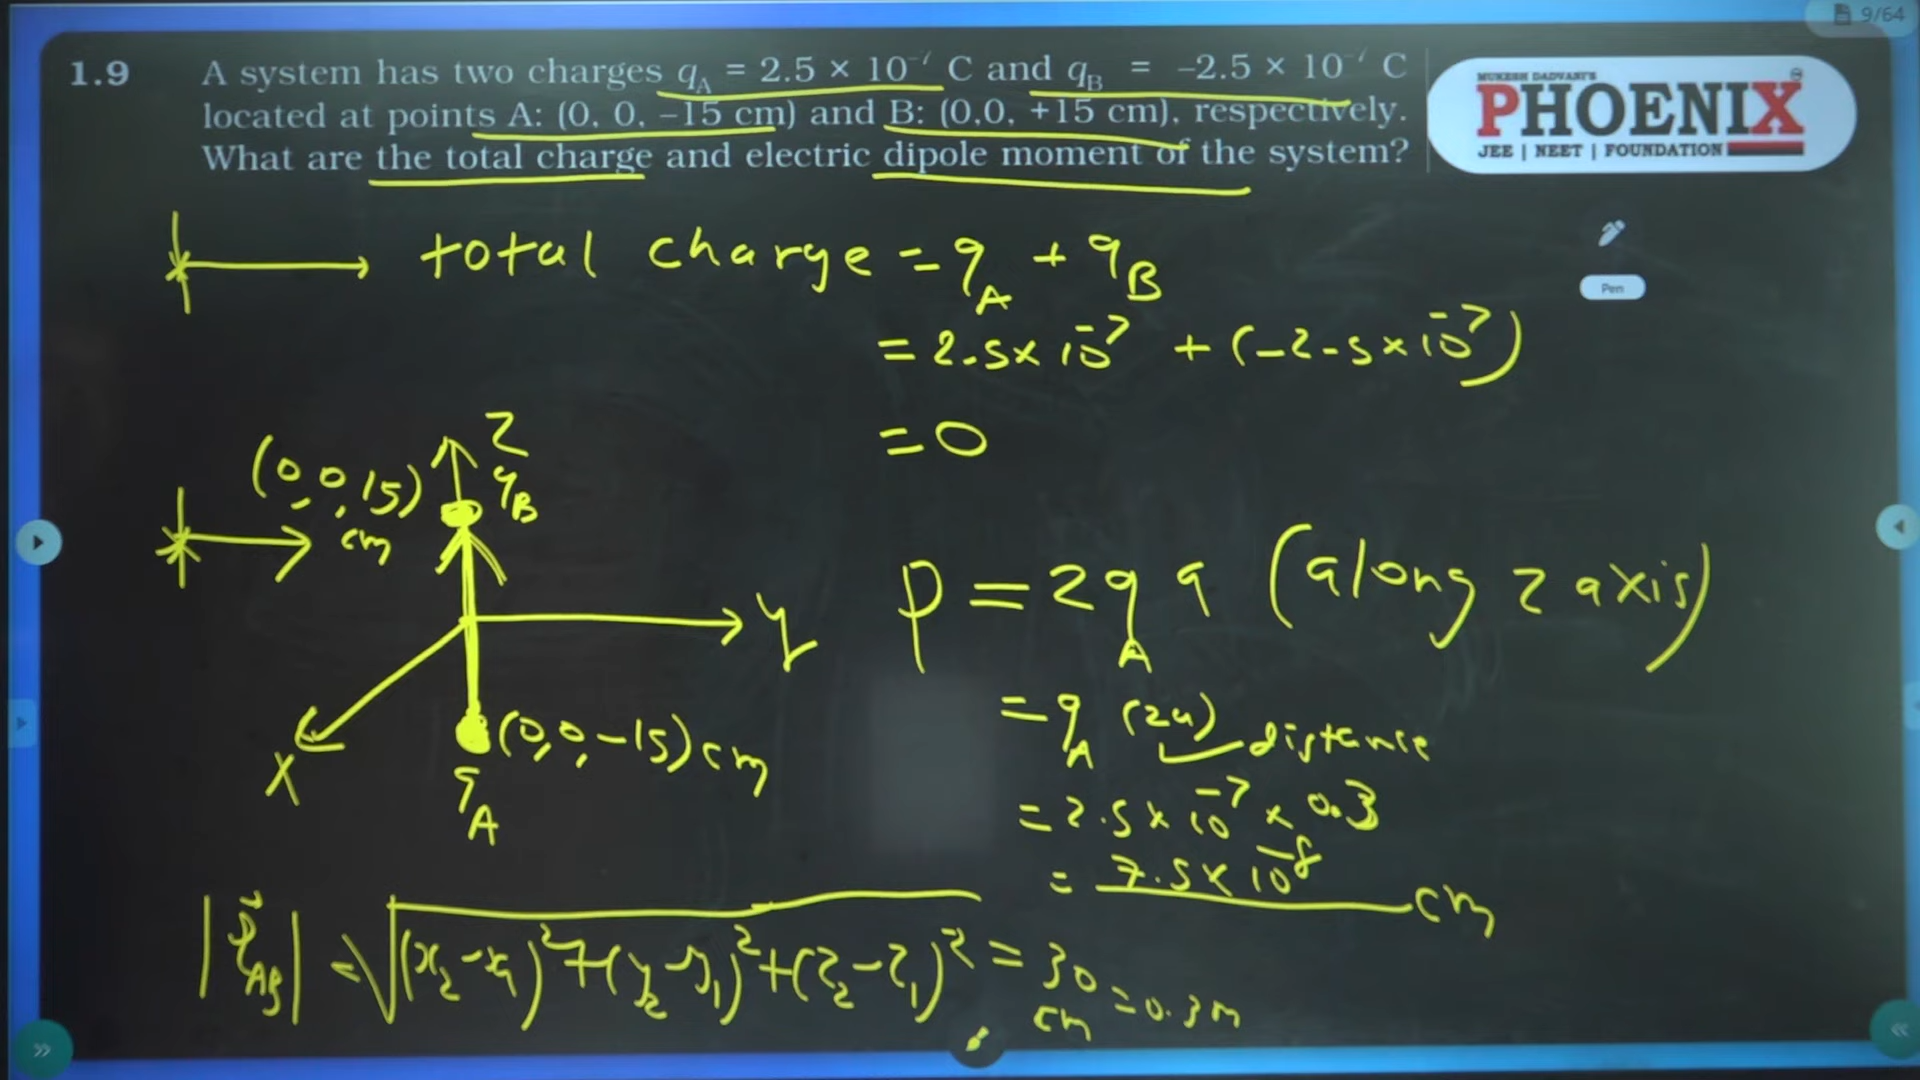 9/64
1.9 A system has two charges qA = 2.5 × 10⁻⁷ C and qB = –2.5 × 10⁻⁷ C
located at points A: (0, 0, –15 cm) and B: (0,0, +15 cm), respectively.
What are the total charge and electric dipole moment of the system?
MUKESH DADVANI'S
PHOENIX
JEE | NEET | FOUNDATION
Pen
total charge = qA + qB
= 2.5 × 10⁻⁷ + (-2.5 × 10⁻⁷)
= 0
Z
(0,0,15) qB
cm
P = 2qA a (along z axis)
y
= qA (2a) distance
(0,0,-15) cm
X
qA
= 2.5 × 10⁻⁷ × 0.3
= 7.5 × 10⁻⁸ cm
= √(x₂-x₁)² + (y₂-y₁)² + (z₂-z₁)² = 30 cm = 0.3m